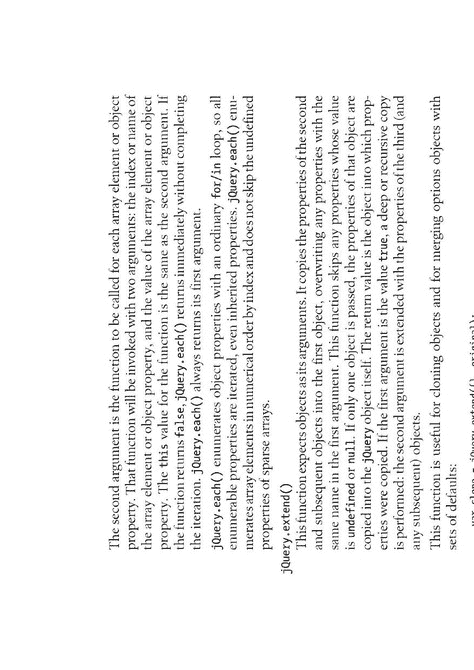 The second argument is the function to be called for each array element or object
property. That function will be invoked with two arguments: the index or name of
the array element or object property, and the value of the array element or object
property. The this value for the function is the same as the second argument. If
the function returns false, jQuery.each() returns immediately without completing
the iteration. jQuery.each() always returns its first argument.
jQuery.each() enumerates object properties with an ordinary for/in loop, so all
enumerable properties are iterated, even inherited properties. jQuery.each() enu-
merates array elements in numerical order by index and does not skip the undefined
properties of sparse arrays.
jQuery.extend()
This function expects objects as its arguments. It copies the properties of the second
and subsequent objects into the first object, overwriting any properties with the
same name in the first argument. This function skips any properties whose value
is undefined or null. If only one object is passed, the properties of that object are
copied into the jQuery object itself. The return value is the object into which prop-
erties were copied. If the first argument is the value true, a deep or recursive copy
is performed: the second argument is extended with the properties of the third (and
any subsequent) objects.
This function is useful for cloning objects and for merging options objects with
sets of defaults: